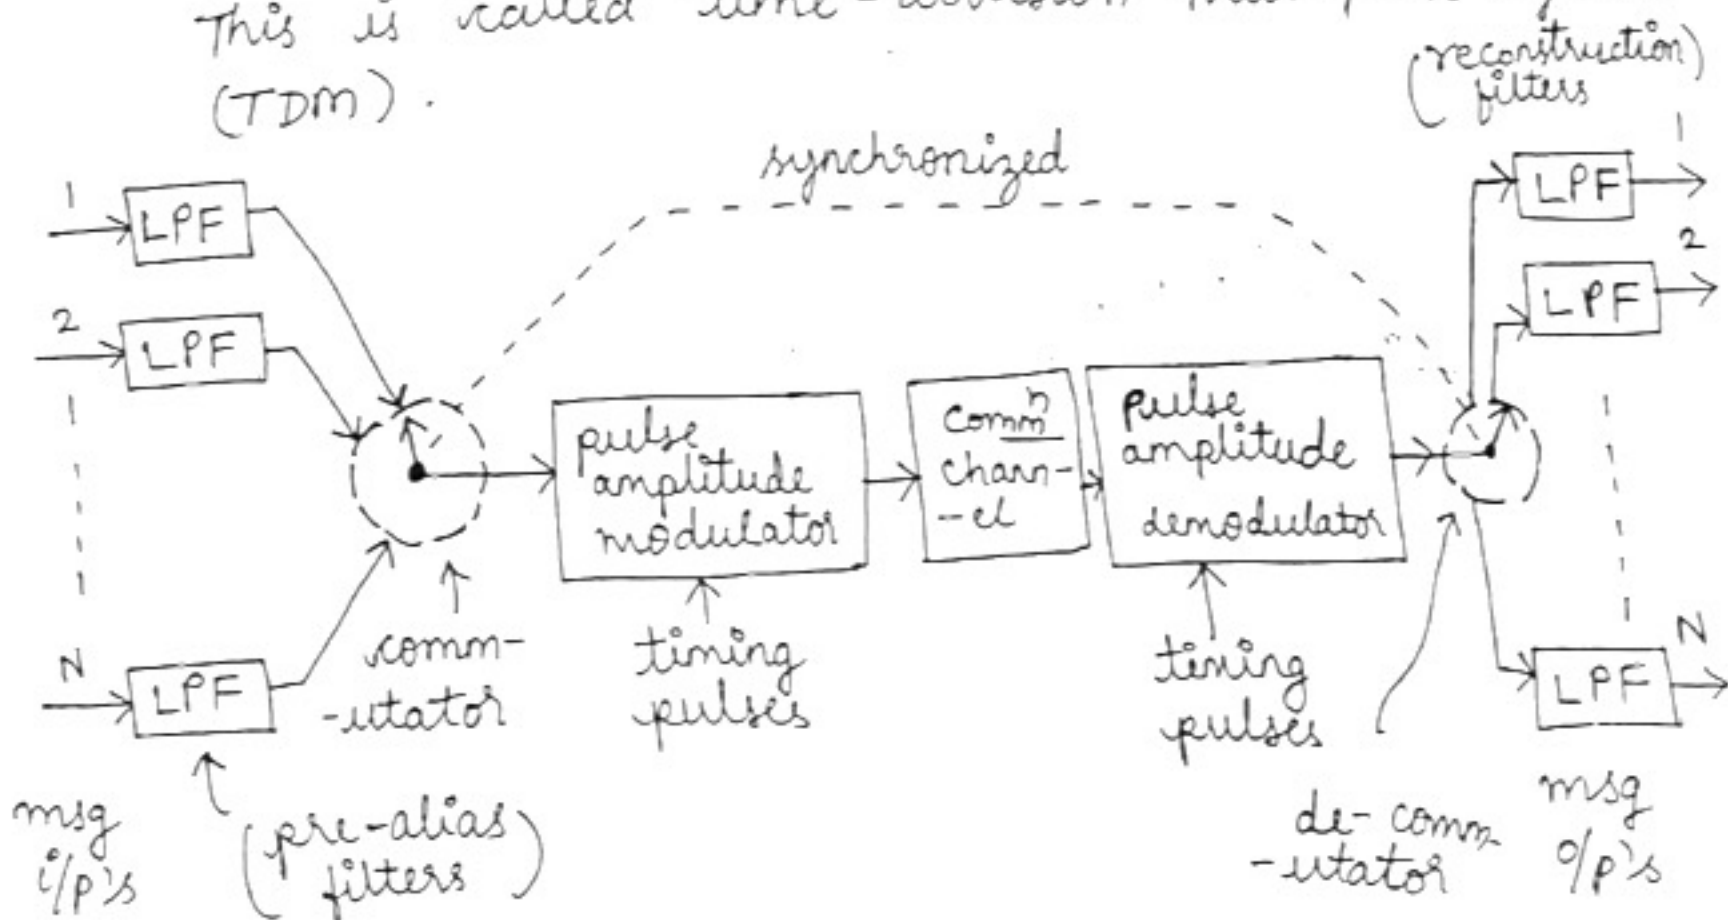 This is called time-division
(TDM).
(reconstruction)
filters
synchronized
1
LPF
2
LPF
N
LPF
comm-
-utator
pulse
amplitude
modulator
timing
pulses
commn
chann-
-el
pulse
amplitude
demodulator
timing
pulses
de-comm-
-utator
1
LPF
2
LPF
N
LPF
msg
i/p's
(pre-alias)
filters
msg
o/p's